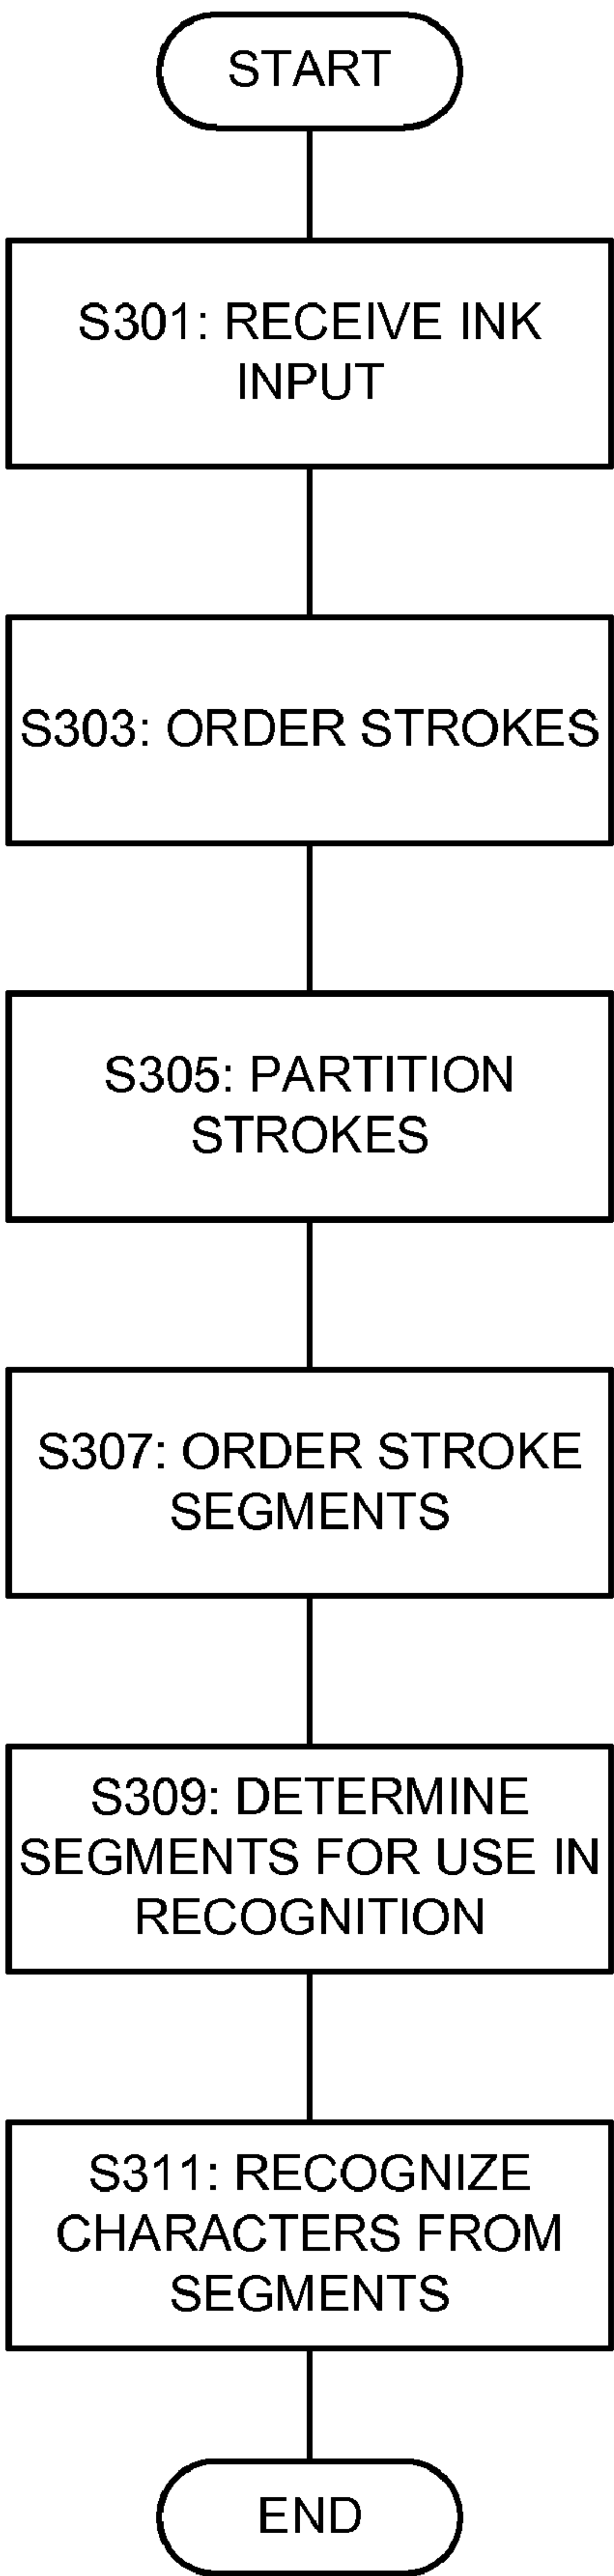 START
S301: RECEIVE INK
INPUT
S303: ORDER STROKES
S305: PARTITION
STROKES
S307: ORDER STROKE
SEGMENTS
S309: DETERMINE
SEGMENTS FOR USE IN
RECOGNITION
S311: RECOGNIZE
CHARACTERS FROM
SEGMENTS
END